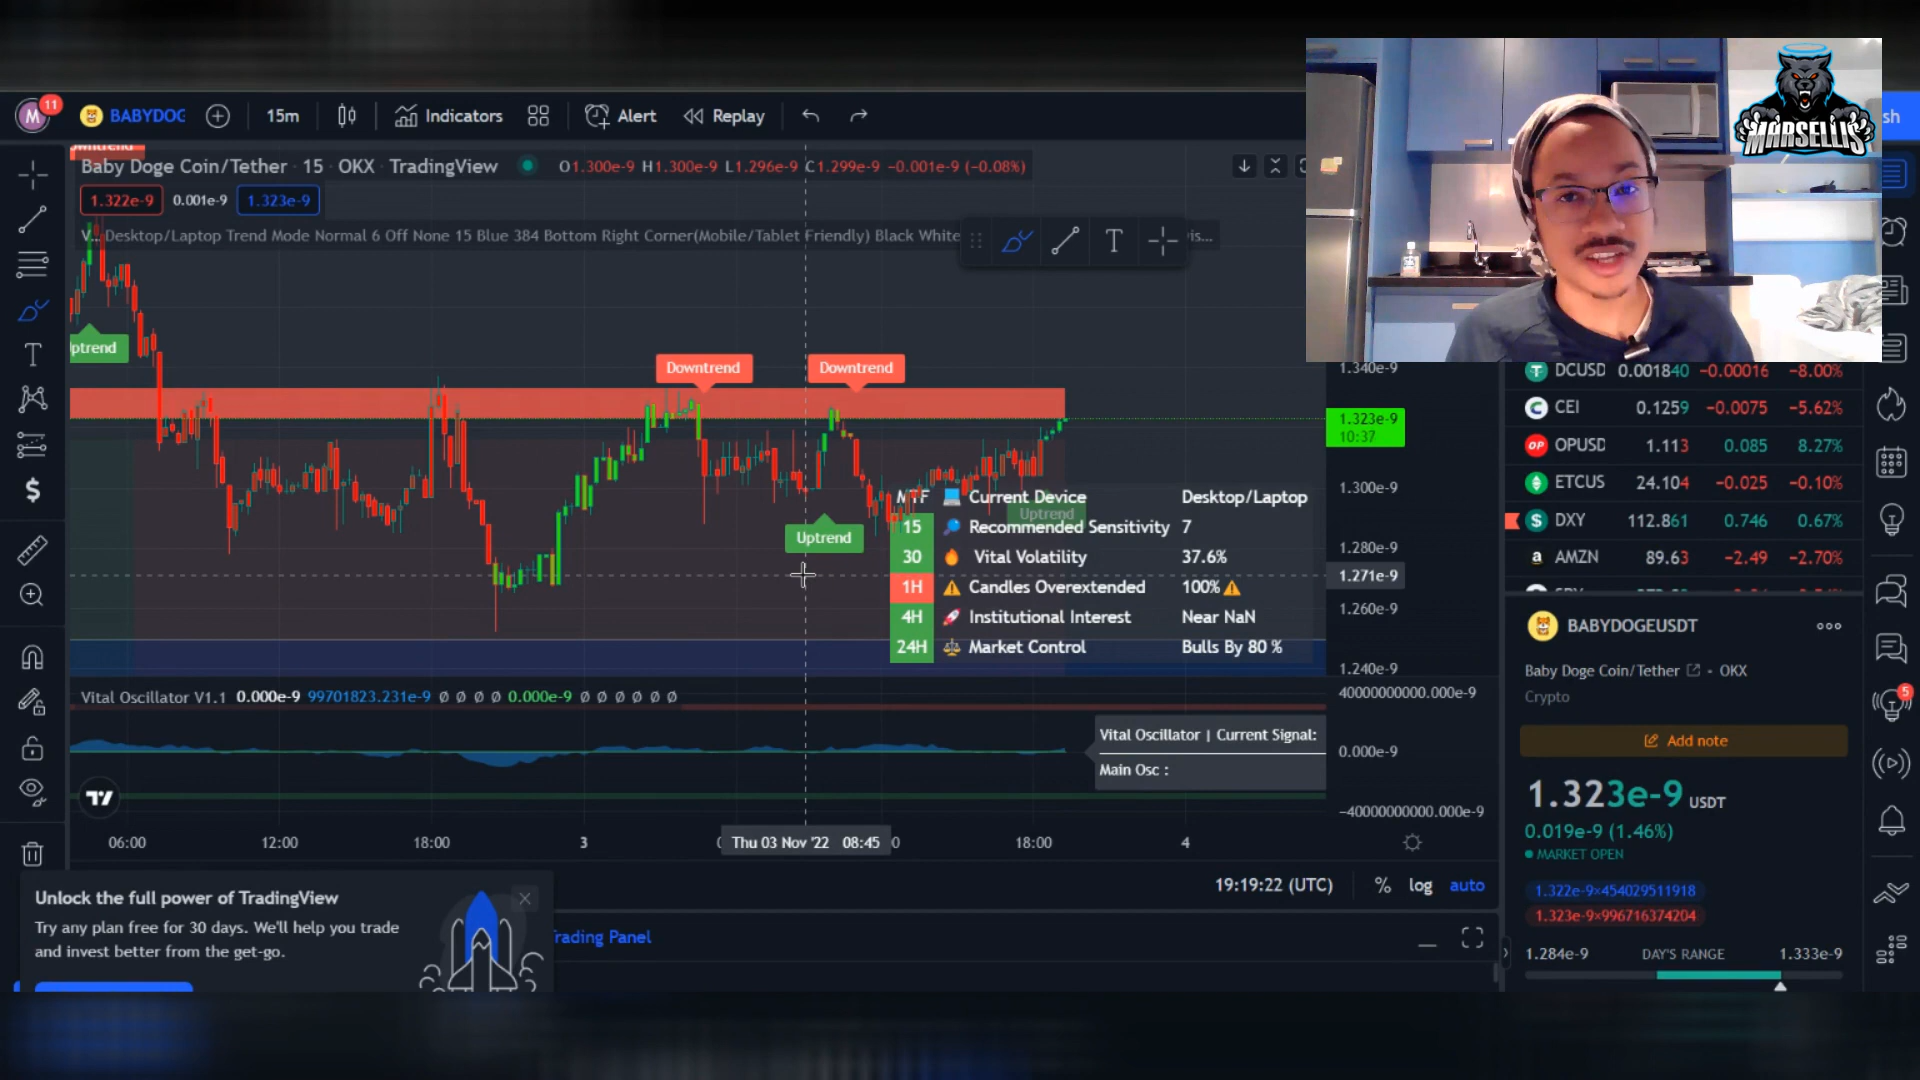 M
11
BABYDOG
15m
Indicators
Alert
Replay
MARSELLIS
sh
Baby Doge Coin/Tether · 15 · OKX · TradingView
O1.300e-9 H1.300e-9 L1.296e-9 C1.299e-9 −0.001e-9 (−0.08%)
1.322e-9 0.001e-9 1.323e-9
V... Desktop/Laptop Trend Mode Normal 6 Off None 15 Blue 384 Bottom Right Corner(Mobile/Tablet Friendly) Black White
T
T
ptrend
Downtrend
Downtrend
Uptrend
Uptrend
1.340e-9
1.323e-9
10:37
1.300e-9
1.280e-9
1.271e-9
1.260e-9
1.240e-9
MTF Current Device Desktop/Laptop
15 Recommended Sensitivity 7
30 Vital Volatility 37.6%
1H Candles Overextended 100%
4H Institutional Interest Near NaN
24H Market Control Bulls By 80 %
Vital Oscillator V1.1 0.000e-9 99701823.231e-9 Ø Ø Ø Ø 0.000e-9 Ø Ø Ø Ø Ø Ø
40000000000.000e-9
Vital Oscillator | Current Signal:
Main Osc :
0.000e-9
−40000000000.000e-9
06:00 12:00 18:00 3 Thu 03 Nov '22 08:45 0 18:00 4
19:19:22 (UTC) % log auto
Unlock the full power of TradingView
Try any plan free for 30 days. We'll help you trade
and invest better from the get-go.
rading Panel
DCUSD 0.001840 −0.00016 −8.00%
CEI 0.1259 −0.0075 −5.62%
OPUSD 1.113 0.085 8.27%
ETCUS 24.104 −0.025 −0.10%
DXY 112.861 0.746 0.67%
AMZN 89.63 −2.49 −2.70%
BABYDOGEUSDT
Baby Doge Coin/Tether · OKX
Crypto
Add note
1.323e-9 USDT
0.019e-9 (1.46%)
MARKET OPEN
1.322e-9×454029511918
1.323e-9×996716374204
1.284e-9 DAY'S RANGE 1.333e-9
5